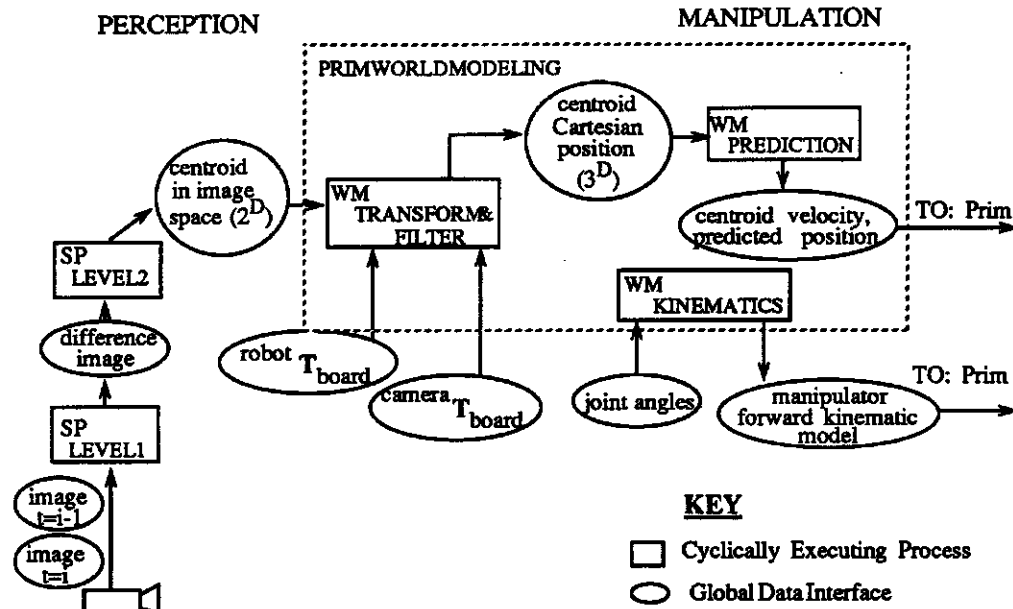 PERCEPTION
MANIPULATION
PRIMWORLDMODELING
centroid
Cartesian
position
(3D)
WM
PREDICTION
centroid
in image
space (2D)
WM
TRANSFORM&
FILTER
centroid velocity,
predicted position
TO: Prim
SP
LEVEL2
WM
KINEMATICS
difference
image
robot T board
camera T board
joint angles
manipulator
forward kinematic
model
TO: Prim
SP
LEVEL1
image
t=i-1
image
t=i
KEY
Cyclically Executing Process
Global Data Interface